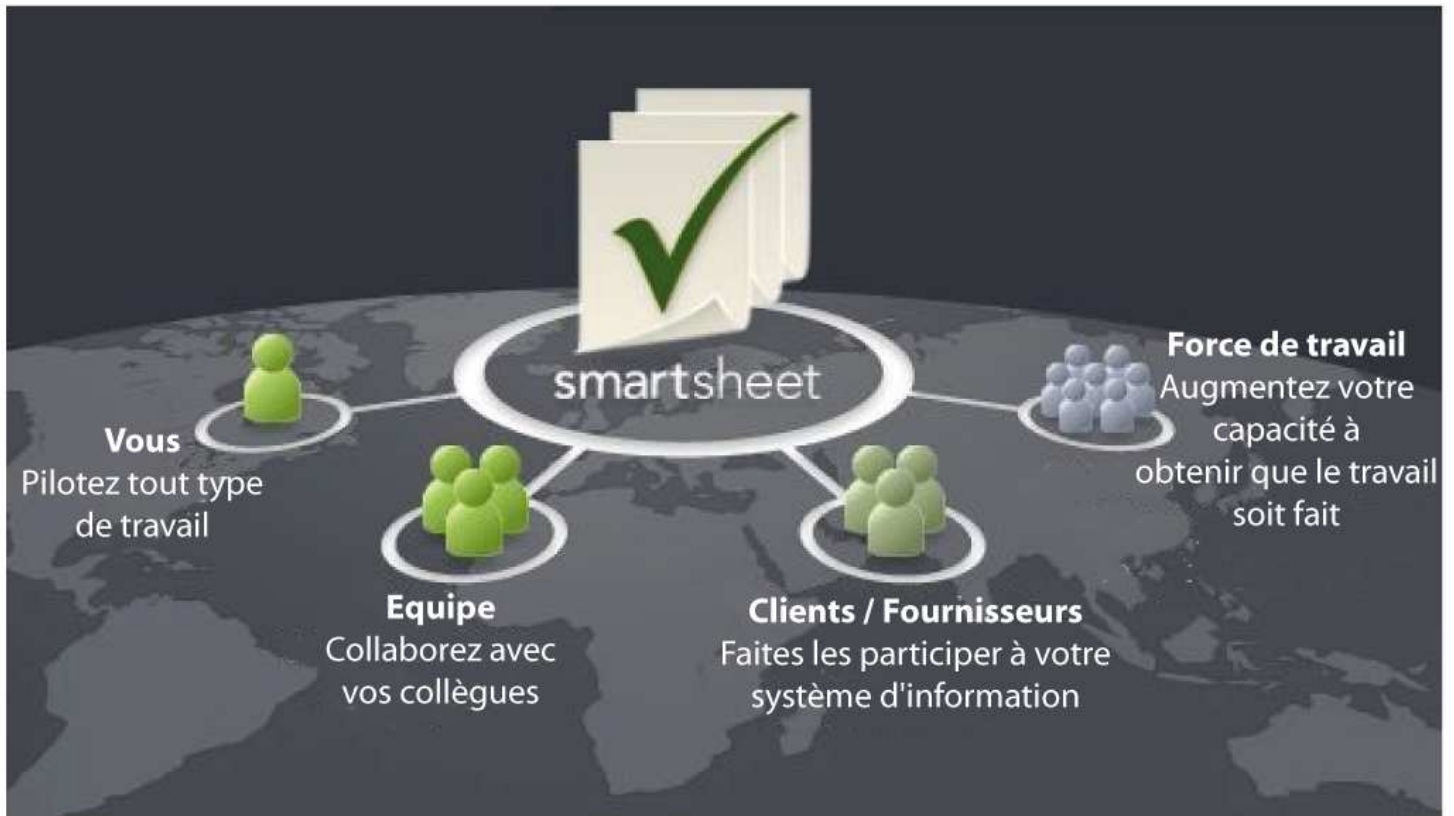 smartsheet
Vous
Pilotez tout type
de travail
Equipe
Collaborez avec
vos collègues
Clients / Fournisseurs
Faites les participer à votre
système d'information
Force de travail
Augmentez votre
capacité à
obtenir que le travail
soit fait